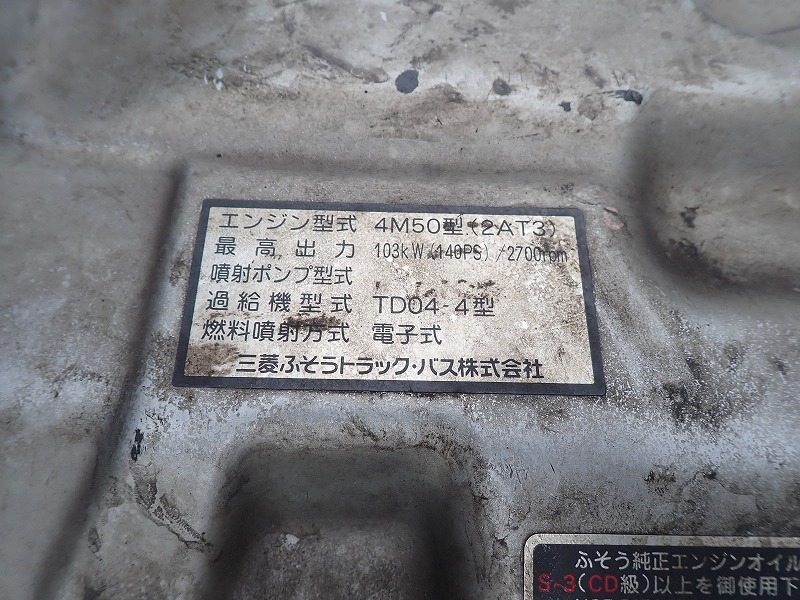 エンジン型式 4M50型(2AT3)
最高出力 103kW(140PS)/2700rpm
噴射ポンプ型式
過給機型式 TD04-4型
燃料噴射方式 電子式
三菱ふそうトラック・バス株式会社
ふそう純正エンジンオイル
S-3(CD級)以上を御使用下